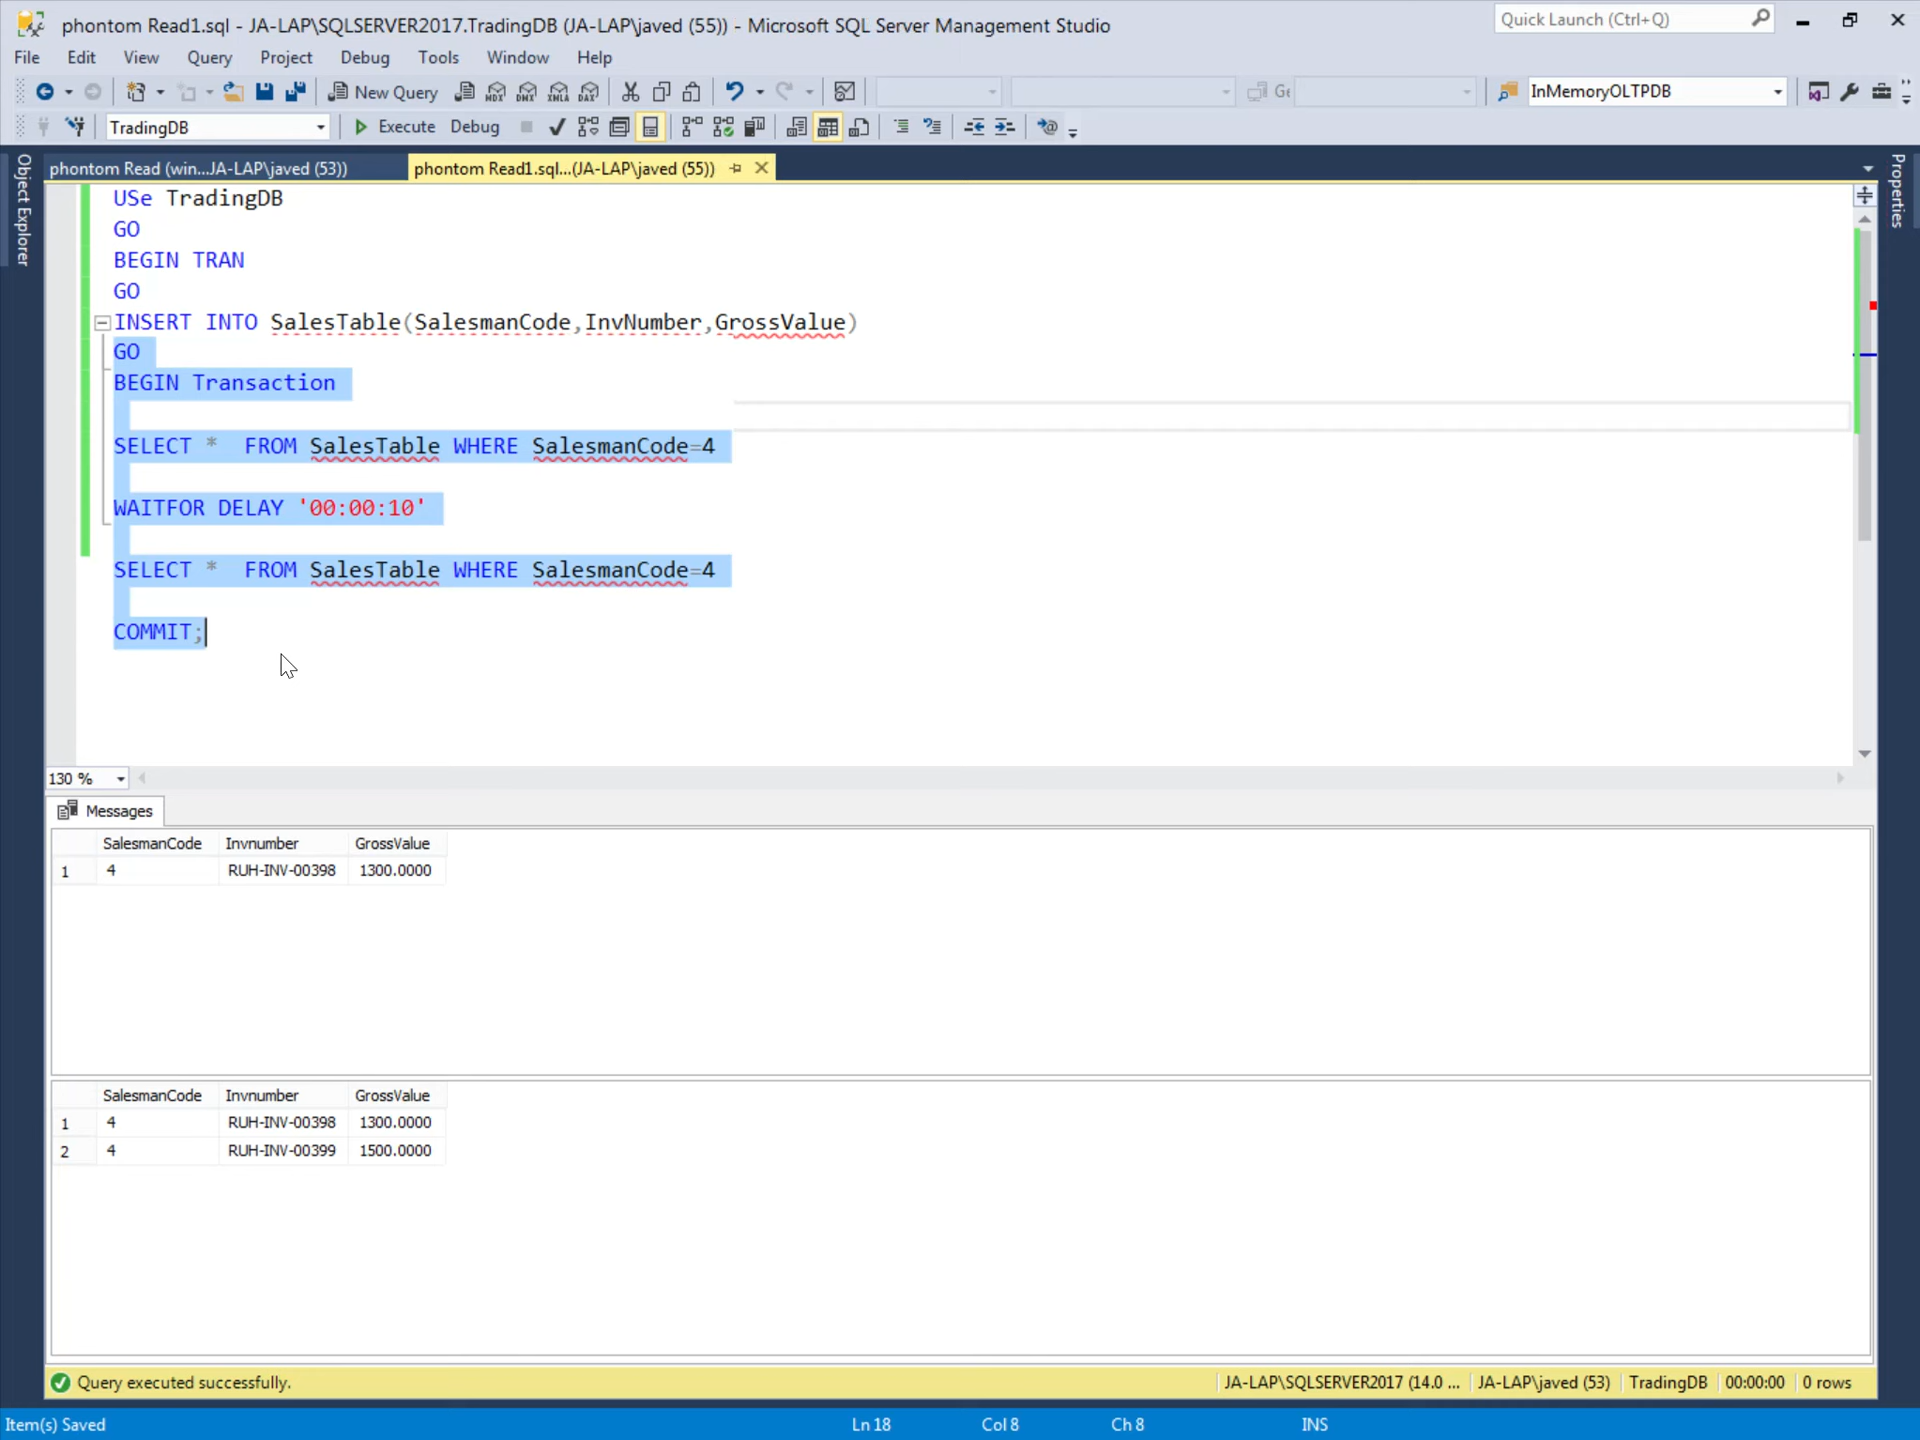 phontom Read1.sql - JA-LAP\SQLSERVER2017.TradingDB (JA-LAP\javed (55)) - Microsoft SQL Server Management Studio
Quick Launch (Ctrl+Q)
File Edit View Query Project Debug Tools Window Help
New Query MDX DMX XMLA DAX Ge InMemoryOLTPDB
TradingDB Execute Debug
phontom Read (win...JA-LAP\javed (53)) phontom Read1.sql...(JA-LAP\javed (55))
Object Explorer
Properties
USe TradingDB
GO
BEGIN TRAN
GO
INSERT INTO SalesTable(SalesmanCode,InvNumber,GrossValue)
GO
BEGIN Transaction
SELECT * FROM SalesTable WHERE SalesmanCode=4
WAITFOR DELAY '00:00:10'
SELECT * FROM SalesTable WHERE SalesmanCode=4
COMMIT;
130 %
Messages
SalesmanCode Invnumber GrossValue
1 4 RUH-INV-00398 1300.0000
SalesmanCode Invnumber GrossValue
1 4 RUH-INV-00398 1300.0000
2 4 RUH-INV-00399 1500.0000
Query executed successfully. JA-LAP\SQLSERVER2017 (14.0 ... JA-LAP\javed (53) TradingDB 00:00:00 0 rows
Item(s) Saved Ln 18 Col 8 Ch 8 INS